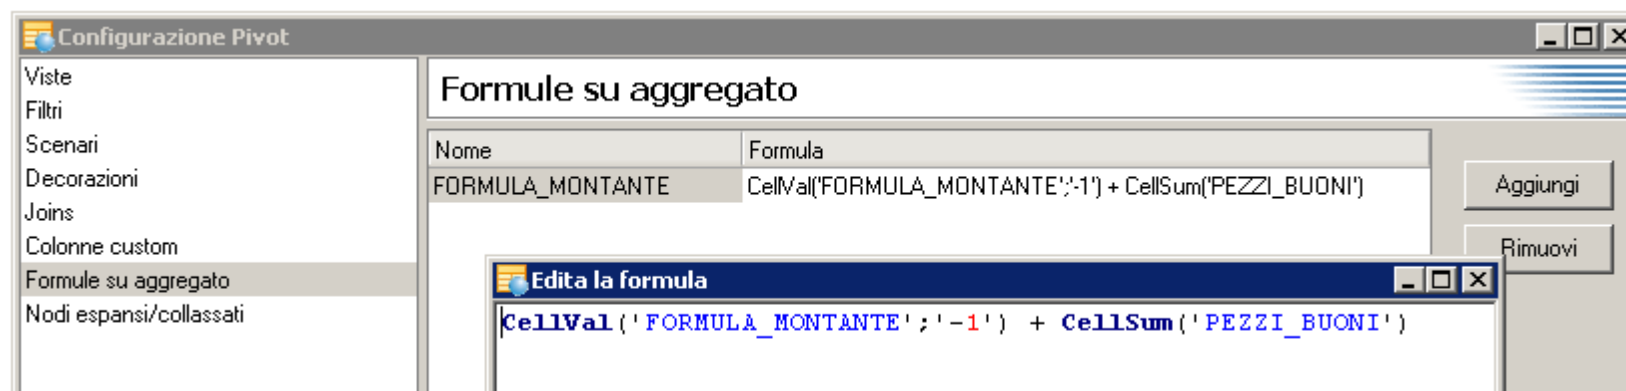 Configurazione Pivot
Viste
Filtri
Scenari
Decorazioni
Joins
Colonne custom
Formule su aggregato
Nodi espansi/collassati
Formule su aggregato
Nome Formula
FORMULA_MONTANTE CellVal('FORMULA_MONTANTE';'-1') + CellSum('PEZZI_BUONI')
Aggiungi
Rimuovi
Edita la formula
CellVal('FORMULA_MONTANTE';'-1') + CellSum('PEZZI_BUONI')